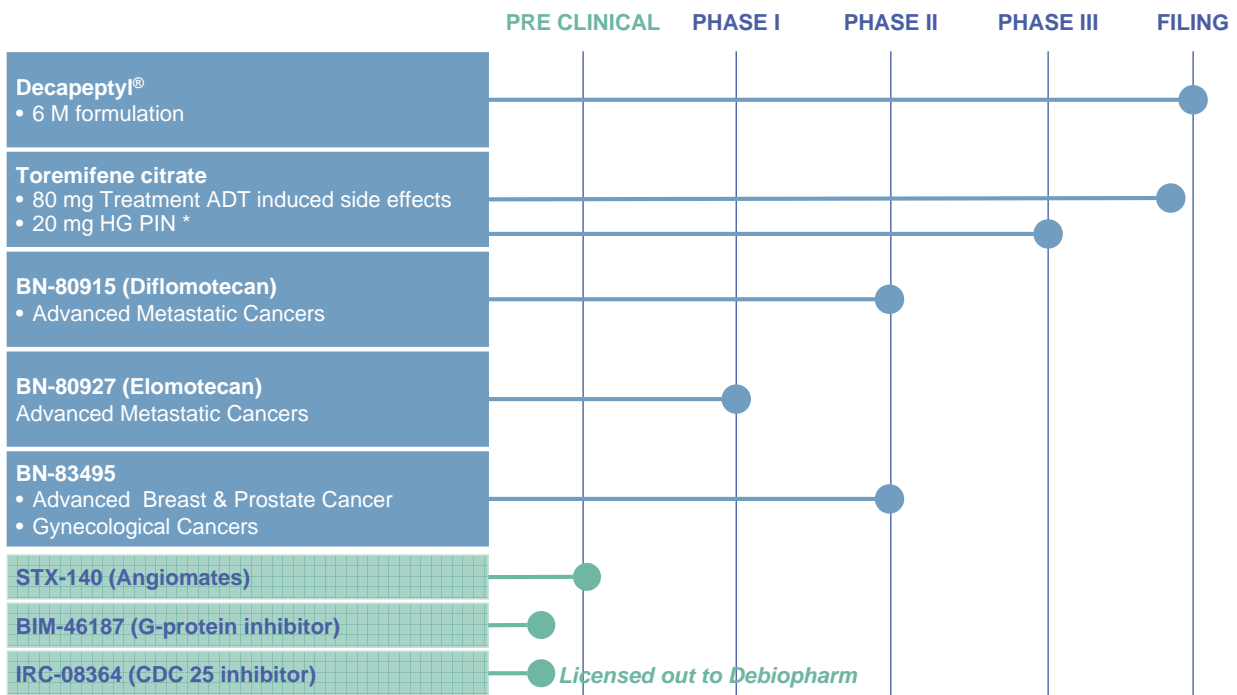 PRE CLINICAL PHASE I PHASE II PHASE III FILING
Decapeptyl®
• 6 M formulation
Toremifene citrate
• 80 mg Treatment ADT induced side effects
• 20 mg HG PIN *
BN-80915 (Diflomotecan)
• Advanced Metastatic Cancers
BN-80927 (Elomotecan)
Advanced Metastatic Cancers
BN-83495
• Advanced Breast & Prostate Cancer
• Gynecological Cancers
STX-140 (Angiomates)
BIM-46187 (G-protein inhibitor)
IRC-08364 (CDC 25 inhibitor) Licensed out to Debiopharm